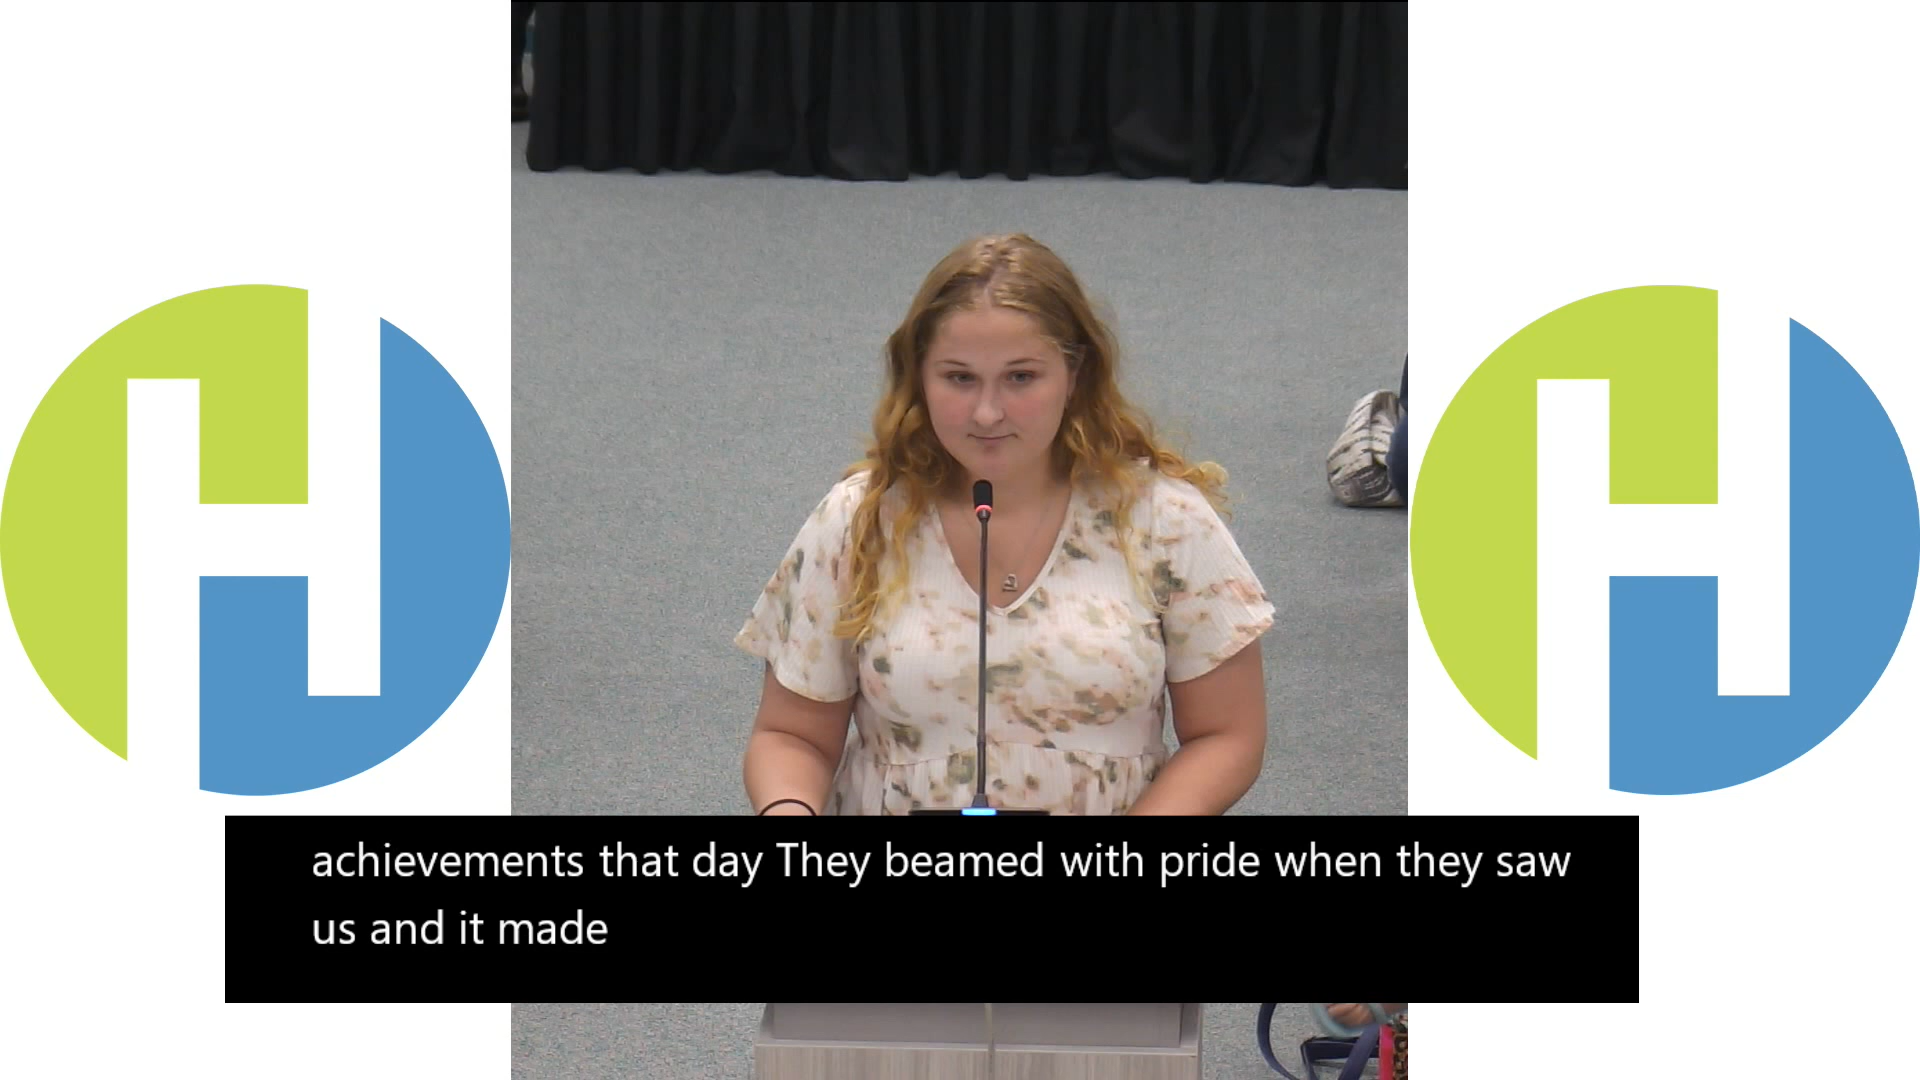 achievements that day They beamed with pride when they saw
us and it made